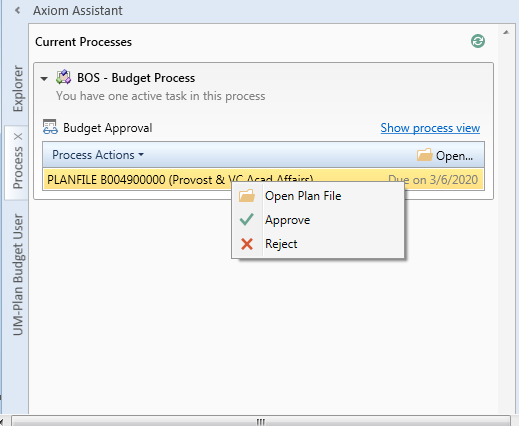 Axiom Assistant
Current Processes
BOS - Budget Process
You have one active task in this process
Budget Approval
Show process view
Process Actions
Open...
PLANFILE B004900000 (Provost & VC Acad Affairs)
Due on 3/6/2020
Open Plan File
Approve
Reject
Explorer
Process X
UM-Plan Budget User